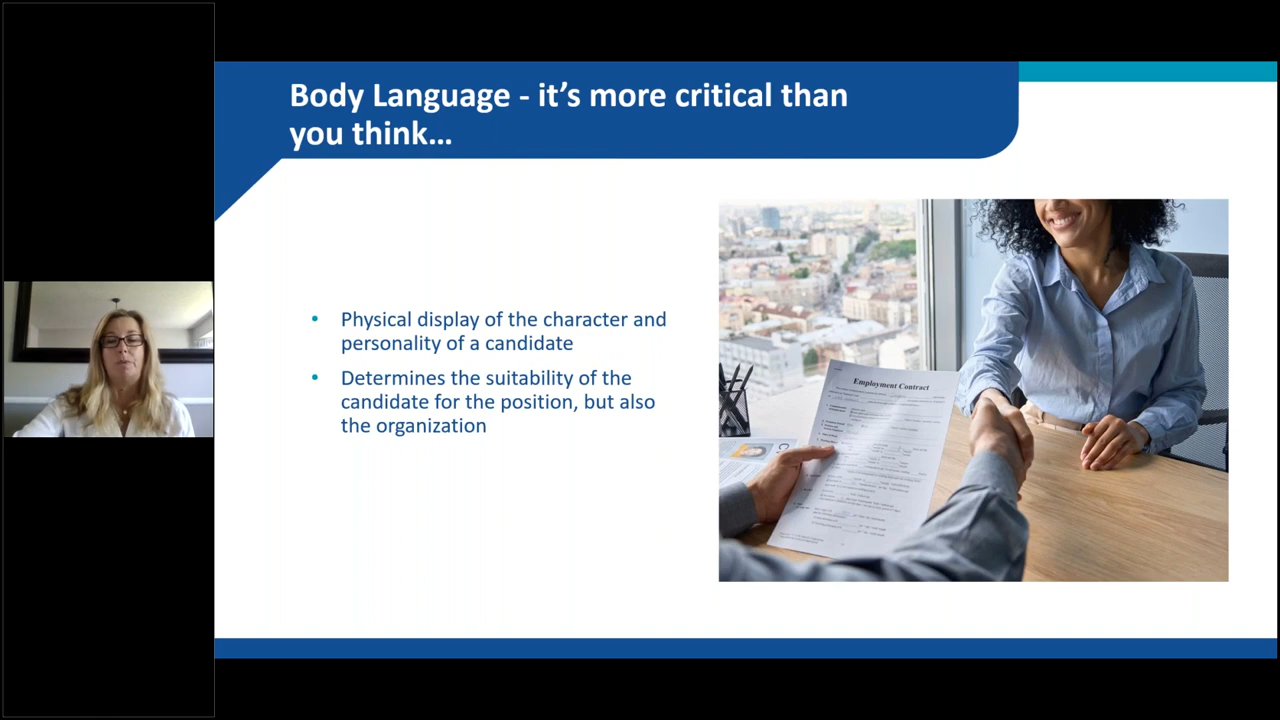 Body Language - it's more critical than
you think...
• Physical display of the character and
personality of a candidate
• Determines the suitability of the
candidate for the position, but also
the organization
Employment Contract